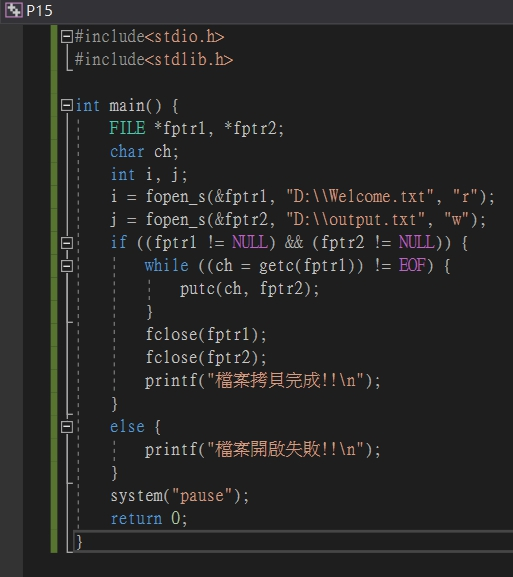 P15
#include<stdio.h>
#include<stdlib.h>
int main() {
FILE *fptr1, *fptr2;
char ch;
int i, j;
i = fopen_s(&fptr1, "D:\\Welcome.txt", "r");
j = fopen_s(&fptr2, "D:\\output.txt", "w");
if ((fptr1 != NULL) && (fptr2 != NULL)) {
while ((ch = getc(fptr1)) != EOF) {
putc(ch, fptr2);
}
fclose(fptr1);
fclose(fptr2);
printf("檔案拷貝完成!!\n");
}
else {
printf("檔案開啟失敗!!\n");
}
system("pause");
return 0;
}